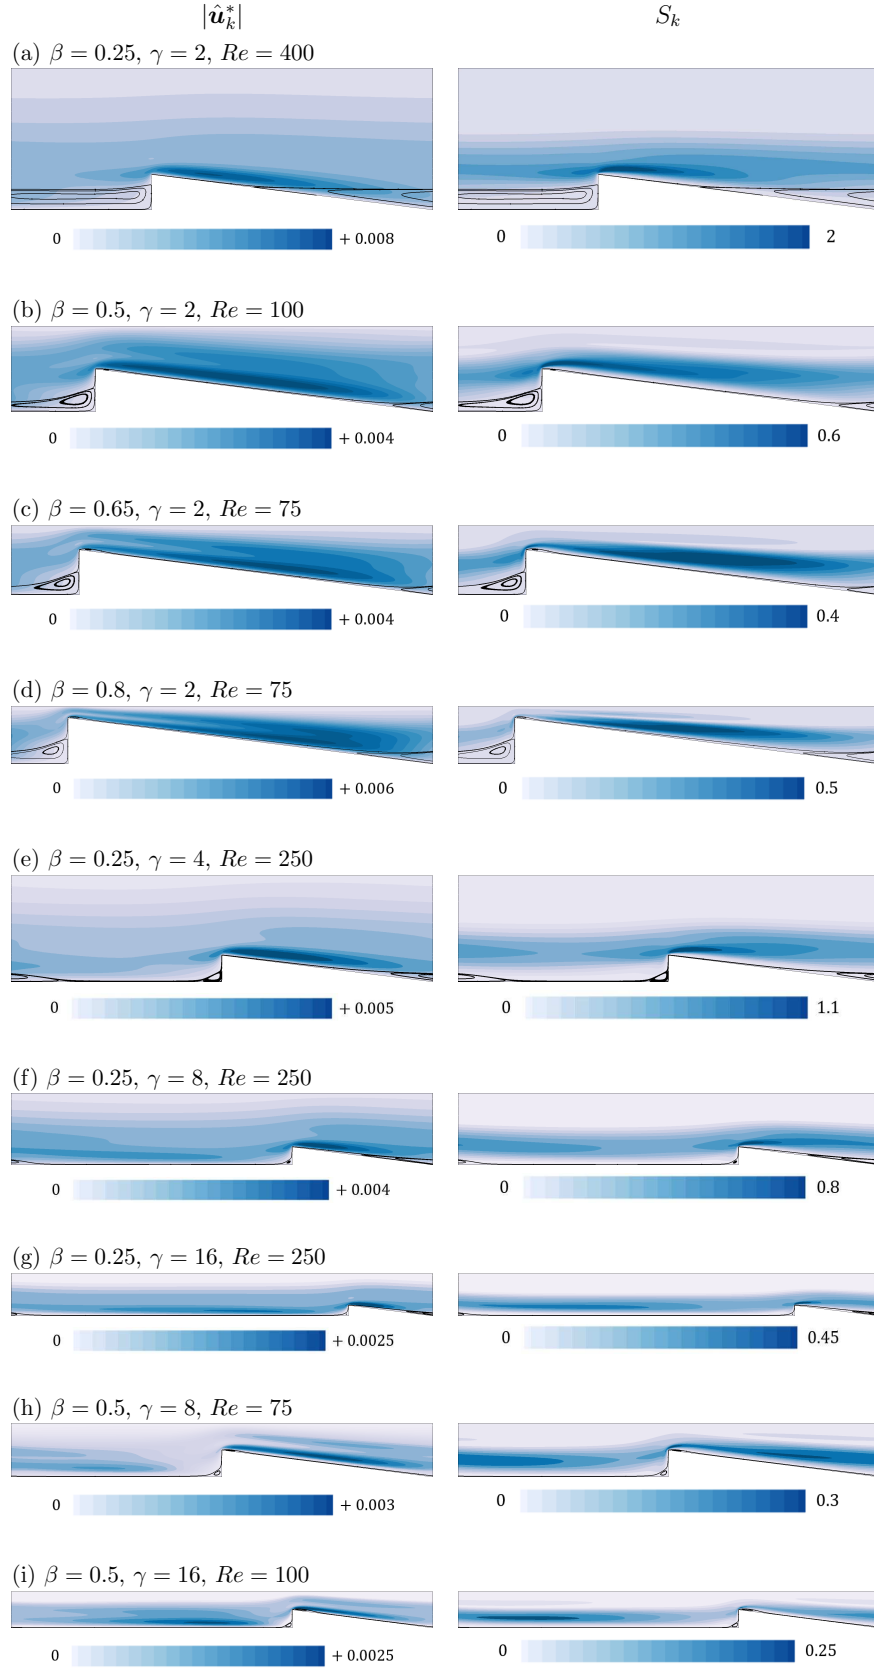 |û*ₖ| Sₖ
(a) β = 0.25, γ = 2, Re = 400
0 + 0.008 0 2
(b) β = 0.5, γ = 2, Re = 100
0 + 0.004 0 0.6
(c) β = 0.65, γ = 2, Re = 75
0 + 0.004 0 0.4
(d) β = 0.8, γ = 2, Re = 75
0 + 0.006 0 0.5
(e) β = 0.25, γ = 4, Re = 250
0 + 0.005 0 1.1
(f) β = 0.25, γ = 8, Re = 250
0 + 0.004 0 0.8
(g) β = 0.25, γ = 16, Re = 250
0 + 0.0025 0 0.45
(h) β = 0.5, γ = 8, Re = 75
0 + 0.003 0 0.3
(i) β = 0.5, γ = 16, Re = 100
0 + 0.0025 0 0.25